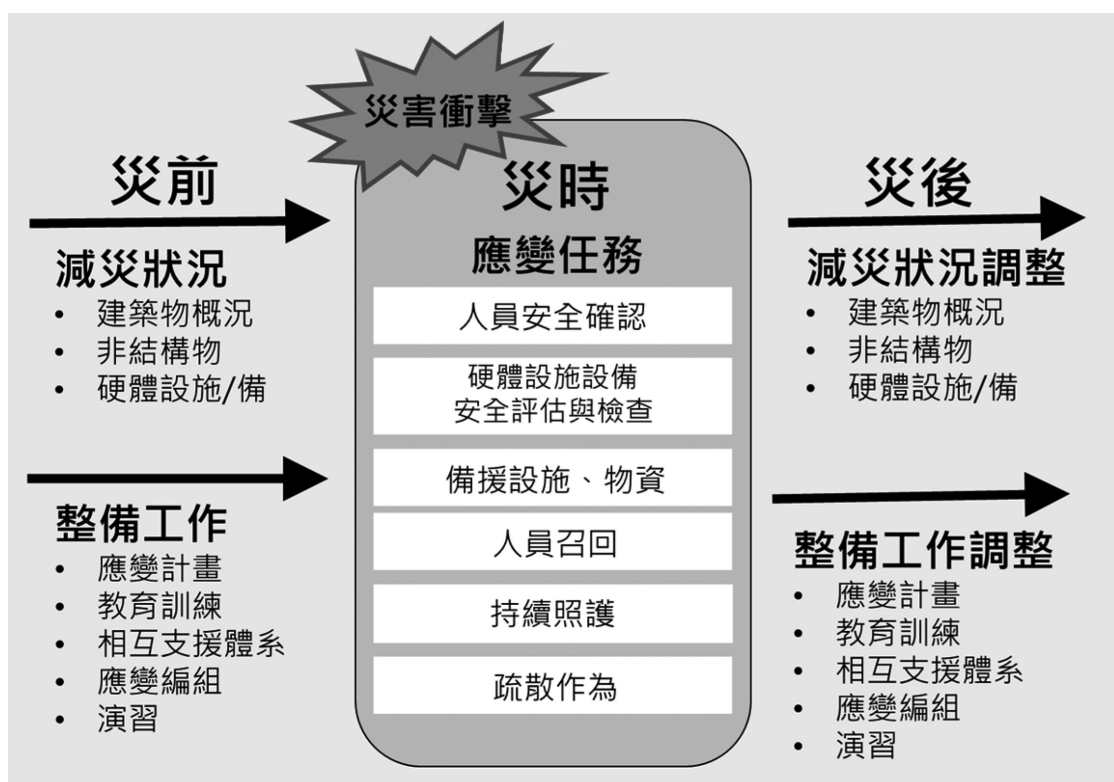 災害衝擊
災前
減災狀況
• 建築物概況
• 非結構物
• 硬體設施/備
整備工作
• 應變計畫
• 教育訓練
• 相互支援體系
• 應變編組
• 演習
災時
應變任務
人員安全確認
硬體設施設備
安全評估與檢查
備援設施、物資
人員召回
持續照護
疏散作為
災後
減災狀況調整
• 建築物概況
• 非結構物
• 硬體設施/備
整備工作調整
• 應變計畫
• 教育訓練
• 相互支援體系
• 應變編組
• 演習